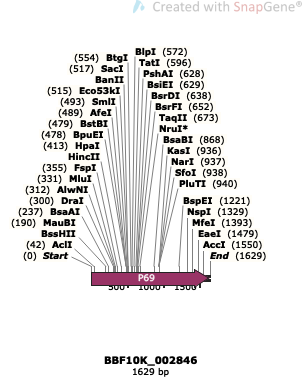 Created with SnapGene®
(554) BtgI
(517) SacI
BanII
(515) Eco53kI
(493) SmlI
(489) AfeI
(479) BstBI
(478) BpuEI
(413) HpaI
HincII
(355) FspI
(331) MluI
(312) AlwNI
(300) DraI
(237) BsaAI
(190) MauBI
BssHII
(42) AclI
(0) Start
BlpI (572)
TatI (596)
PshAI (628)
BsiEI (629)
BsrDI (638)
BsrFI (652)
TaqII (673)
NruI*
BsaBI (868)
KasI (936)
NarI (937)
SfoI (938)
PluTI (940)
BspEI (1221)
NspI (1329)
MfeI (1393)
EaeI (1479)
AccI (1550)
End (1629)
P69
500 1000 1500
BBF10K_002846
1629 bp